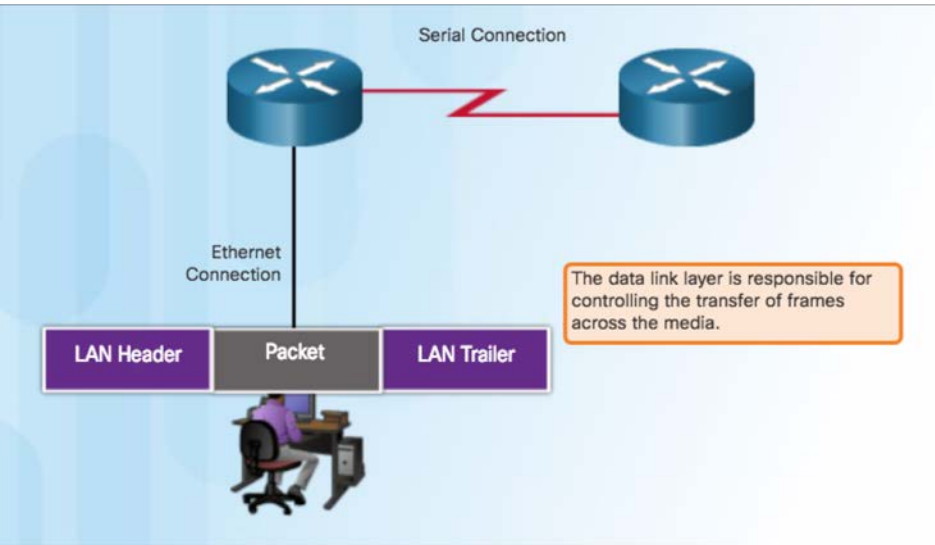 Serial Connection
Ethernet
Connection
The data link layer is responsible for
controlling the transfer of frames
across the media.
LAN Header
Packet
LAN Trailer